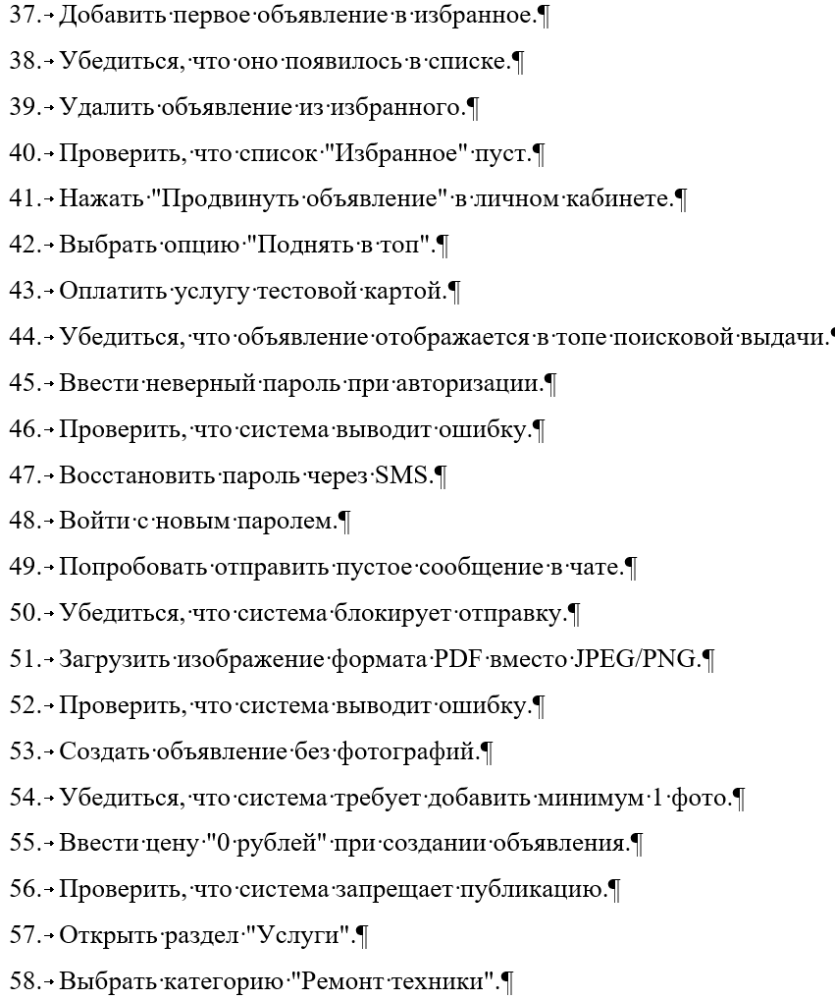 37. Добавить первое объявление в избранное.¶
38. Убедиться, что оно появилось в списке.¶
39. Удалить объявление из избранного.¶
40. Проверить, что список "Избранное" пуст.¶
41. Нажать "Продвинуть объявление" в личном кабинете.¶
42. Выбрать опцию "Поднять в топ".¶
43. Оплатить услугу тестовой картой.¶
44. Убедиться, что объявление отображается в топе поисковой выдачи.¶
45. Ввести неверный пароль при авторизации.¶
46. Проверить, что система выводит ошибку.¶
47. Восстановить пароль через SMS.¶
48. Войти с новым паролем.¶
49. Попробовать отправить пустое сообщение в чате.¶
50. Убедиться, что система блокирует отправку.¶
51. Загрузить изображение формата PDF вместо JPEG/PNG.¶
52. Проверить, что система выводит ошибку.¶
53. Создать объявление без фотографий.¶
54. Убедиться, что система требует добавить минимум 1 фото.¶
55. Ввести цену "0 рублей" при создании объявления.¶
56. Проверить, что система запрещает публикацию.¶
57. Открыть раздел "Услуги".¶
58. Выбрать категорию "Ремонт техники".¶